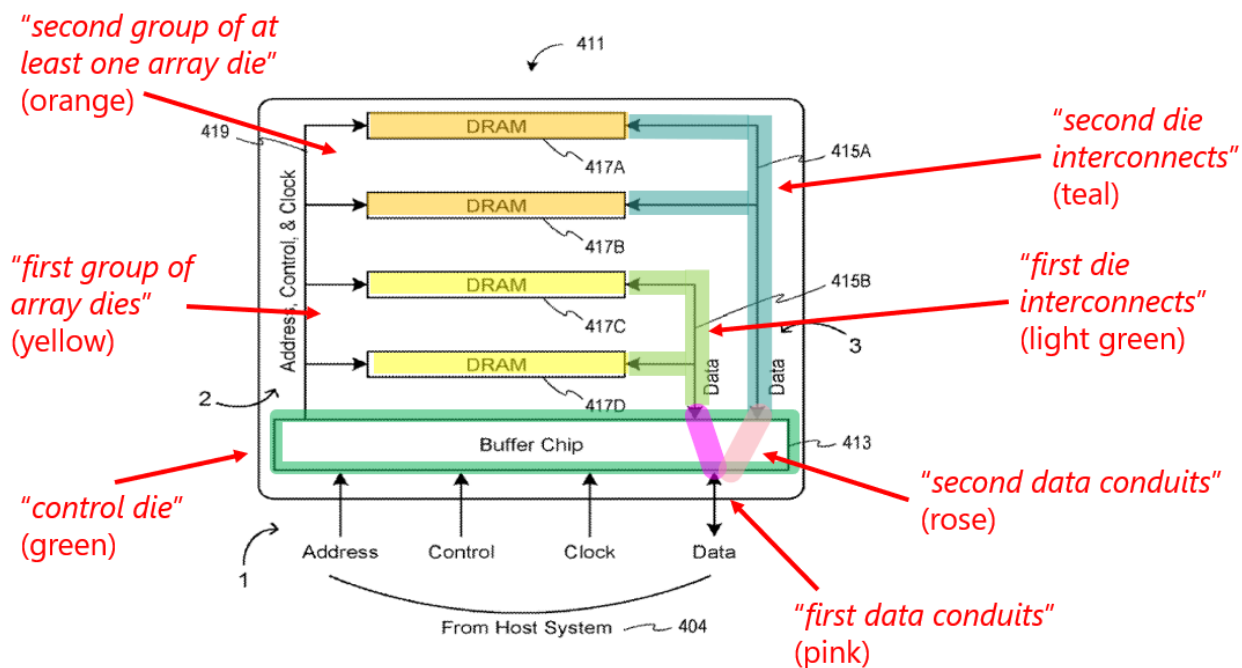 “second group of at
least one array die”
(orange)
411
419
DRAM
417A
415A
“second die
interconnects”
(teal)
DRAM
417B
Address, Control, & Clock
“first group of
array dies”
(yellow)
DRAM
417C
415B
“first die
interconnects”
(light green)
3
DRAM
417D
Data
Data
2
Buffer Chip
413
“control die”
(green)
“second data conduits”
(rose)
1
Address
Control
Clock
Data
“first data conduits”
(pink)
From Host System
404